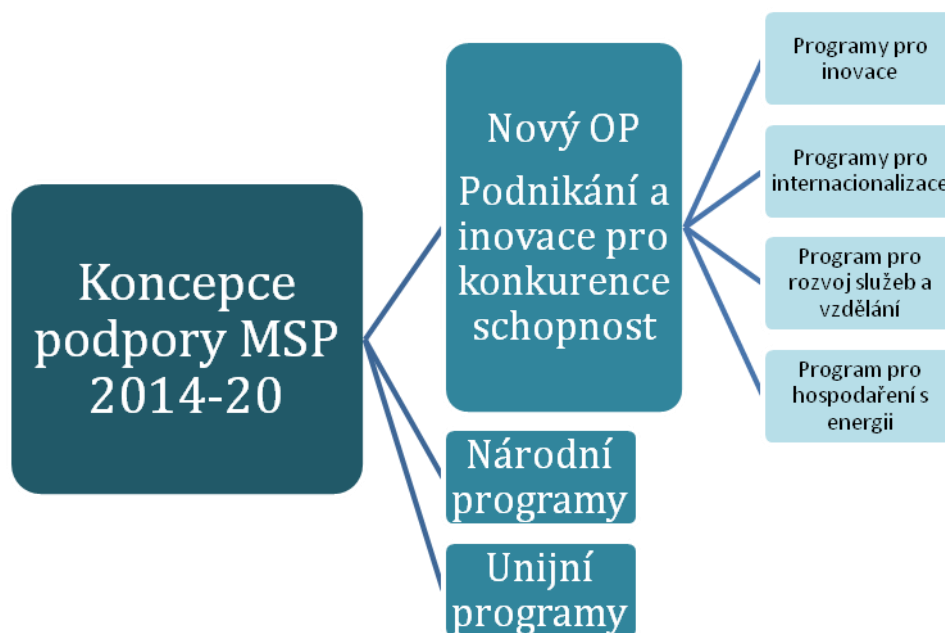 Koncepce
podpory MSP
2014-20
Nový OP
Podnikání a
inovace pro
konkurence
schopnost
Národní
programy
Unijní
programy
Programy pro
inovace
Programy pro
internacionalizace
Program pro
rozvoj služeb a
vzdělání
Program pro
hospodaření s
energii